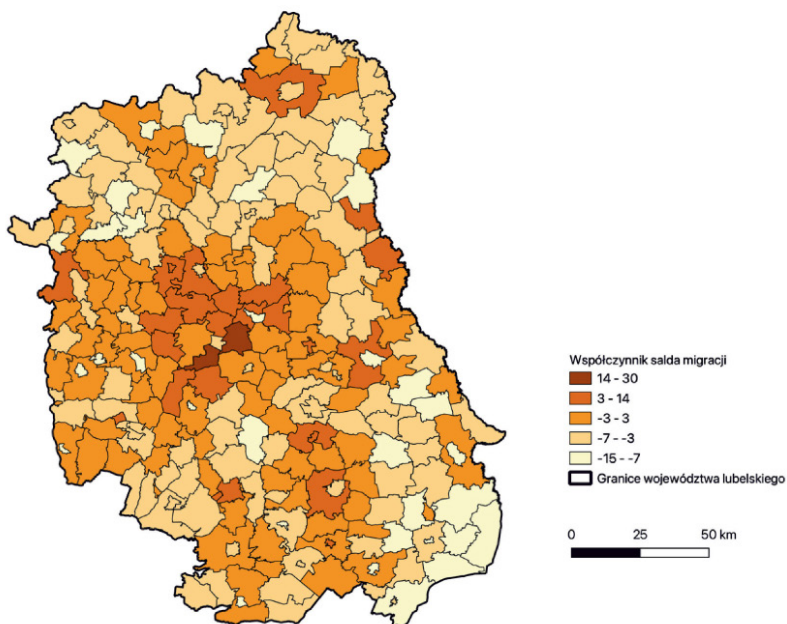 Współczynnik salda migracji
14 - 30
3 - 14
-3 - 3
-7 - -3
-15 - -7
Granice województwa lubelskiego
0 25 50 km